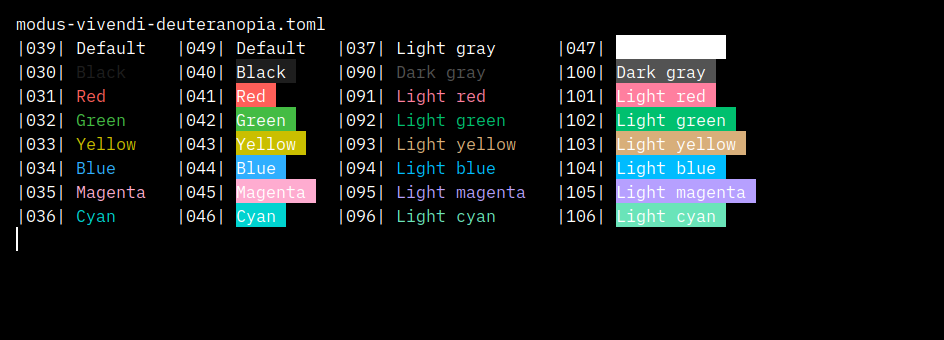 modus-vivendi-deuteranopia.toml
|039| Default |049| Default |037| Light gray |047|
|030| Black |040| Black |090| Dark gray |100| Dark gray
|031| Red |041| Red |091| Light red |101| Light red
|032| Green |042| Green |092| Light green |102| Light green
|033| Yellow |043| Yellow |093| Light yellow |103| Light yellow
|034| Blue |044| Blue |094| Light blue |104| Light blue
|035| Magenta |045| Magenta |095| Light magenta |105| Light magenta
|036| Cyan |046| Cyan |096| Light cyan |106| Light cyan